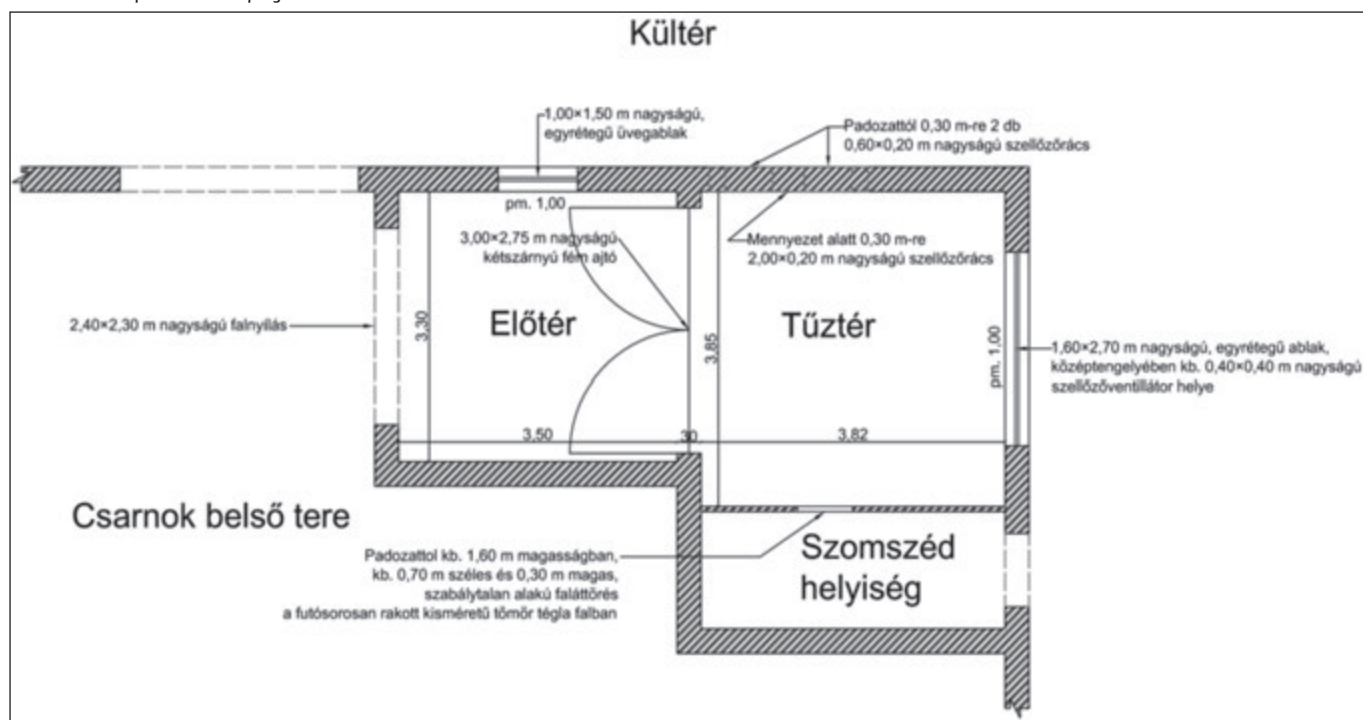 Kültér
1,00×1,50 m nagyságú,
egyrétegű üvegablak
Padozattól 0,30 m-re 2 db
0,60×0,20 m nagyságú szellőzőrács
pm. 1,00
3,00×2,75 m nagyságú
kétszárnyú fém ajtó
Mennyezet alatt 0,30 m-re
2,00×0,20 m nagyságú szellőzőrács
2,40×2,30 m nagyságú falnyílás
3,30
Előtér
3,85
Tűztér
pm. 1,00
1,60×2,70 m nagyságú, egyrétegű ablak,
középtengelyében kb. 0,40×0,40 m nagyságú
szellőzőventillátor helye
3,50
30
3,82
Csarnok belső tere
Padozattol kb. 1,60 m magasságban,
kb. 0,70 m széles és 0,30 m magas,
szabálytalan alakú faláttörés
a futósorosan rakott kisméretű tömör tégla falban
Szomszéd
helyiség